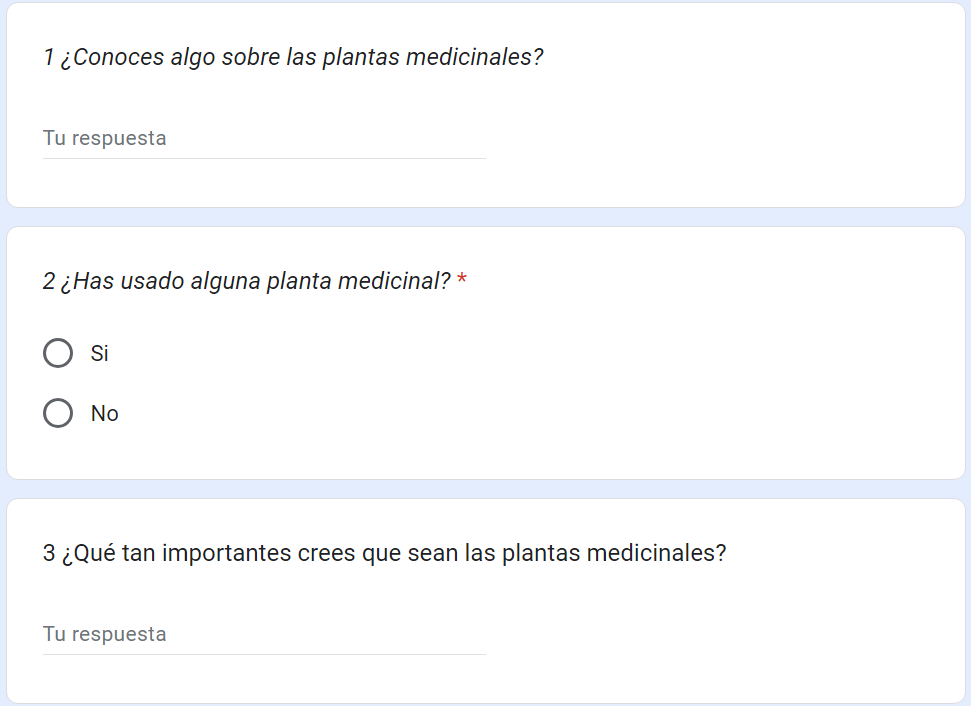 1 ¿Conoces algo sobre las plantas medicinales?
Tu respuesta
2 ¿Has usado alguna planta medicinal? *
Si
No
3 ¿Qué tan importantes crees que sean las plantas medicinales?
Tu respuesta